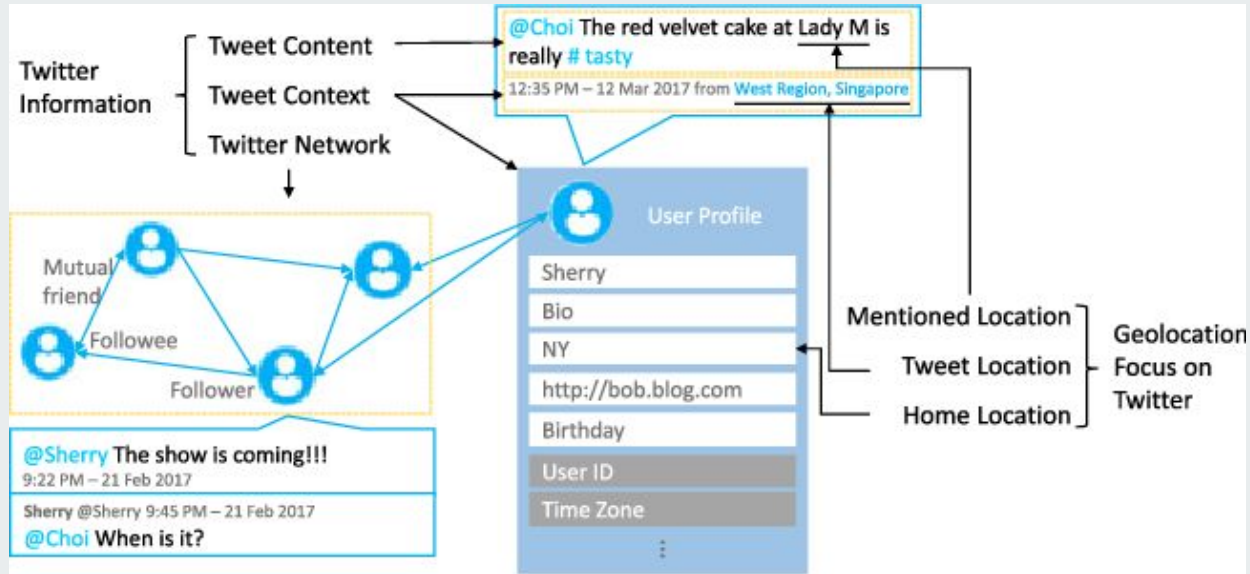 Twitter
Information
Tweet Content
Tweet Context
Twitter Network
@Choi The red velvet cake at Lady M is
really # tasty
12:35 PM – 12 Mar 2017 from West Region, Singapore
Mutual
friend
Followee
Follower
User Profile
Sherry
Bio
NY
http://bob.blog.com
Birthday
User ID
Time Zone
⋮
Mentioned Location
Tweet Location
Home Location
Geolocation
Focus on
Twitter
@Sherry The show is coming!!!
9:22 PM – 21 Feb 2017
Sherry @Sherry 9:45 PM – 21 Feb 2017
@Choi When is it?